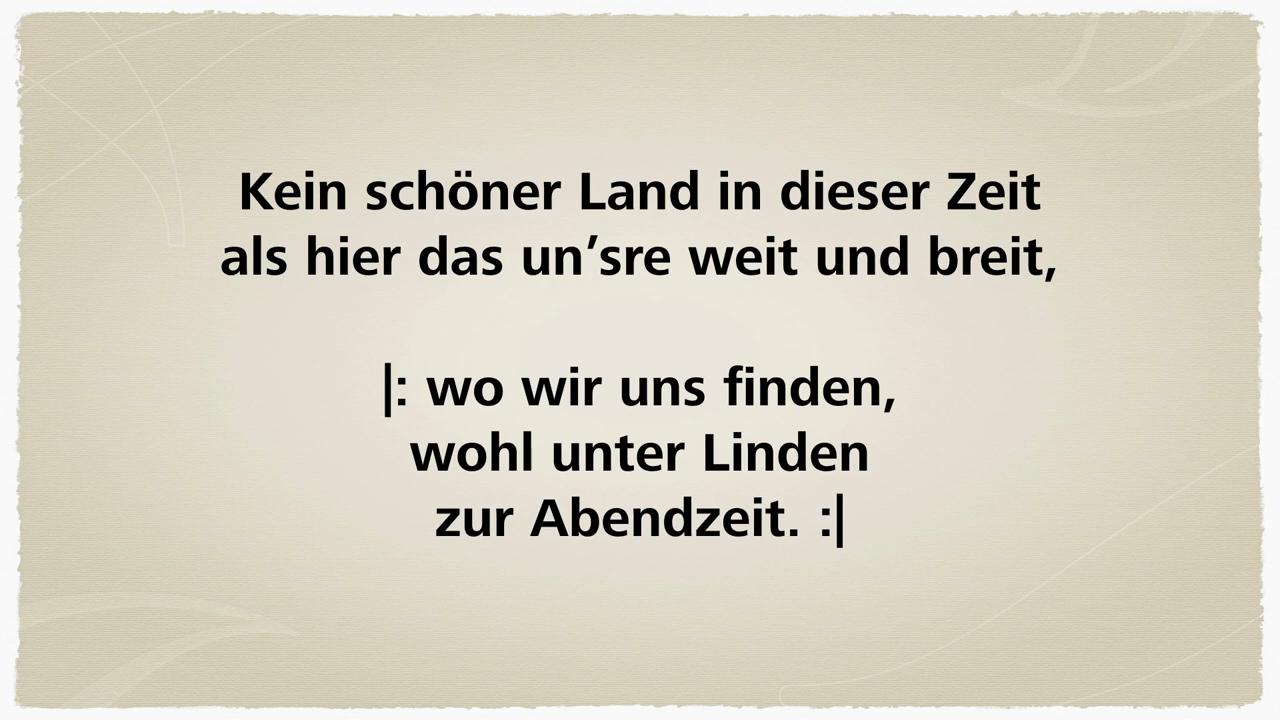 Kein schöner Land in dieser Zeit
als hier das un’sre weit und breit,
|: wo wir uns finden,
wohl unter Linden
zur Abendzeit. :|